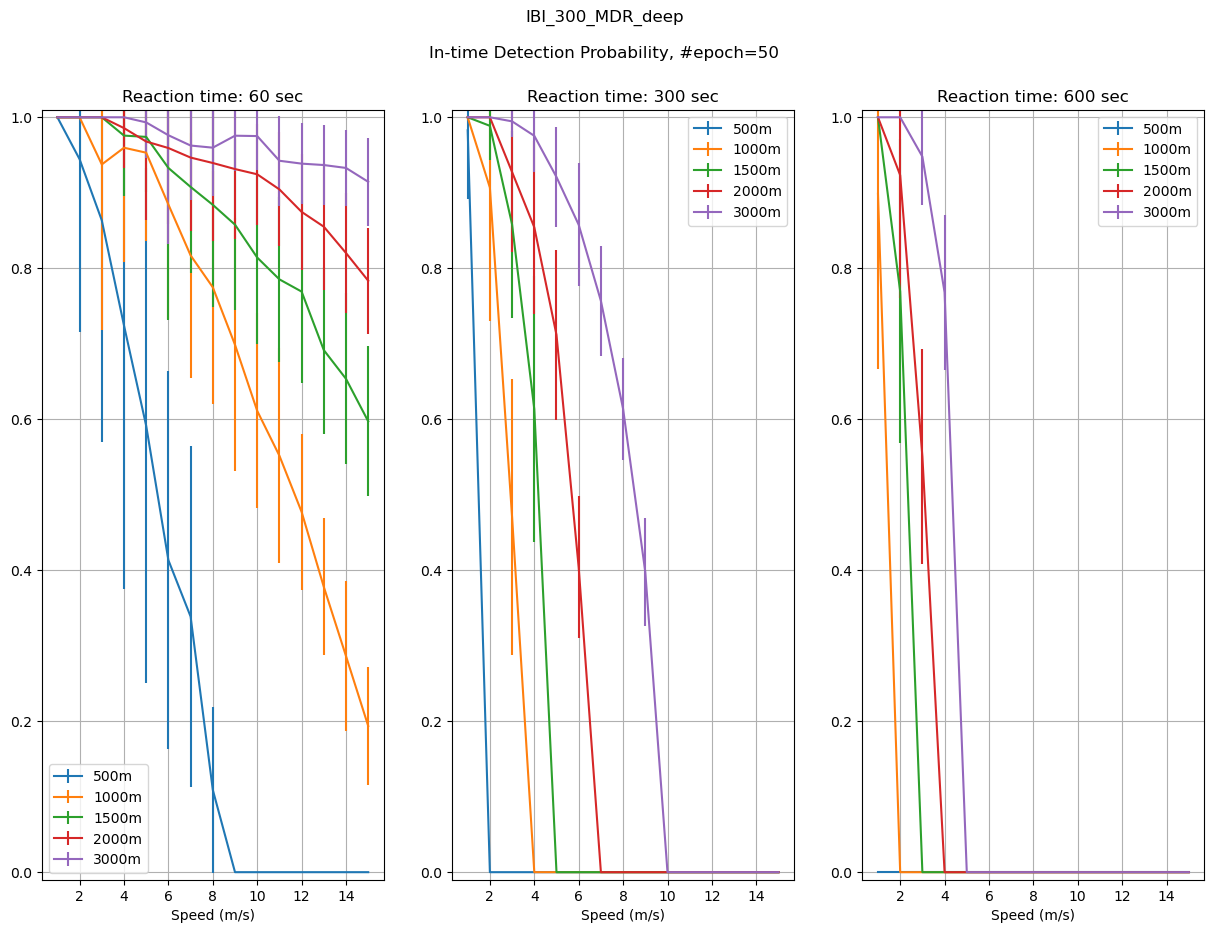 IBI_300_MDR_deep
In-time Detection Probability, #epoch=50
Reaction time: 60 sec
1.0
0.8
0.6
0.4
0.2
0.0
2 4 6 8 10 12 14
Speed (m/s)
500m
1000m
1500m
2000m
3000m
Reaction time: 300 sec
1.0
0.8
0.6
0.4
0.2
0.0
2 4 6 8 10 12 14
Speed (m/s)
500m
1000m
1500m
2000m
3000m
Reaction time: 600 sec
1.0
0.8
0.6
0.4
0.2
0.0
2 4 6 8 10 12 14
Speed (m/s)
500m
1000m
1500m
2000m
3000m